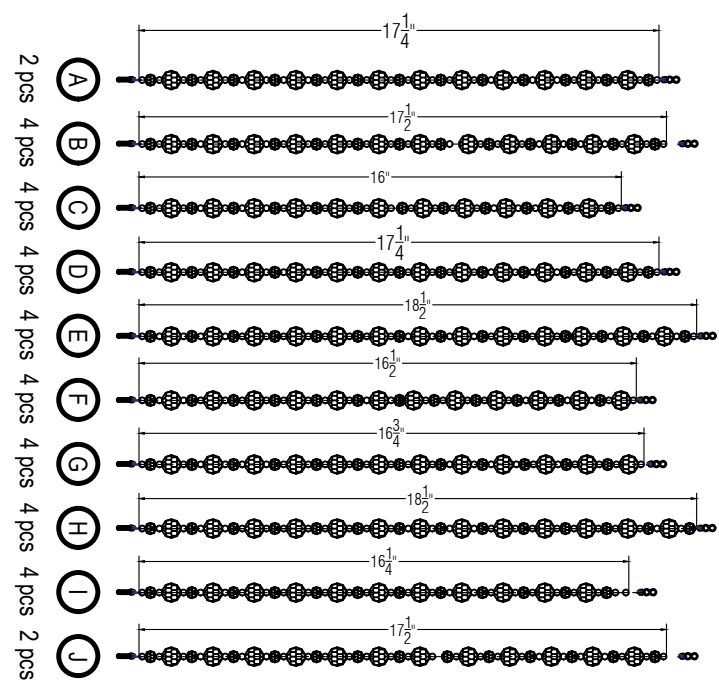 17 1/4"
A 2 pcs
17 1/2"
B 4 pcs
16"
C 4 pcs
17 1/4"
D 4 pcs
18 1/2"
E 4 pcs
16 1/2"
F 4 pcs
16 3/4"
G 4 pcs
18 1/2"
H 4 pcs
16 1/4"
I 4 pcs
17 1/2"
J 2 pcs